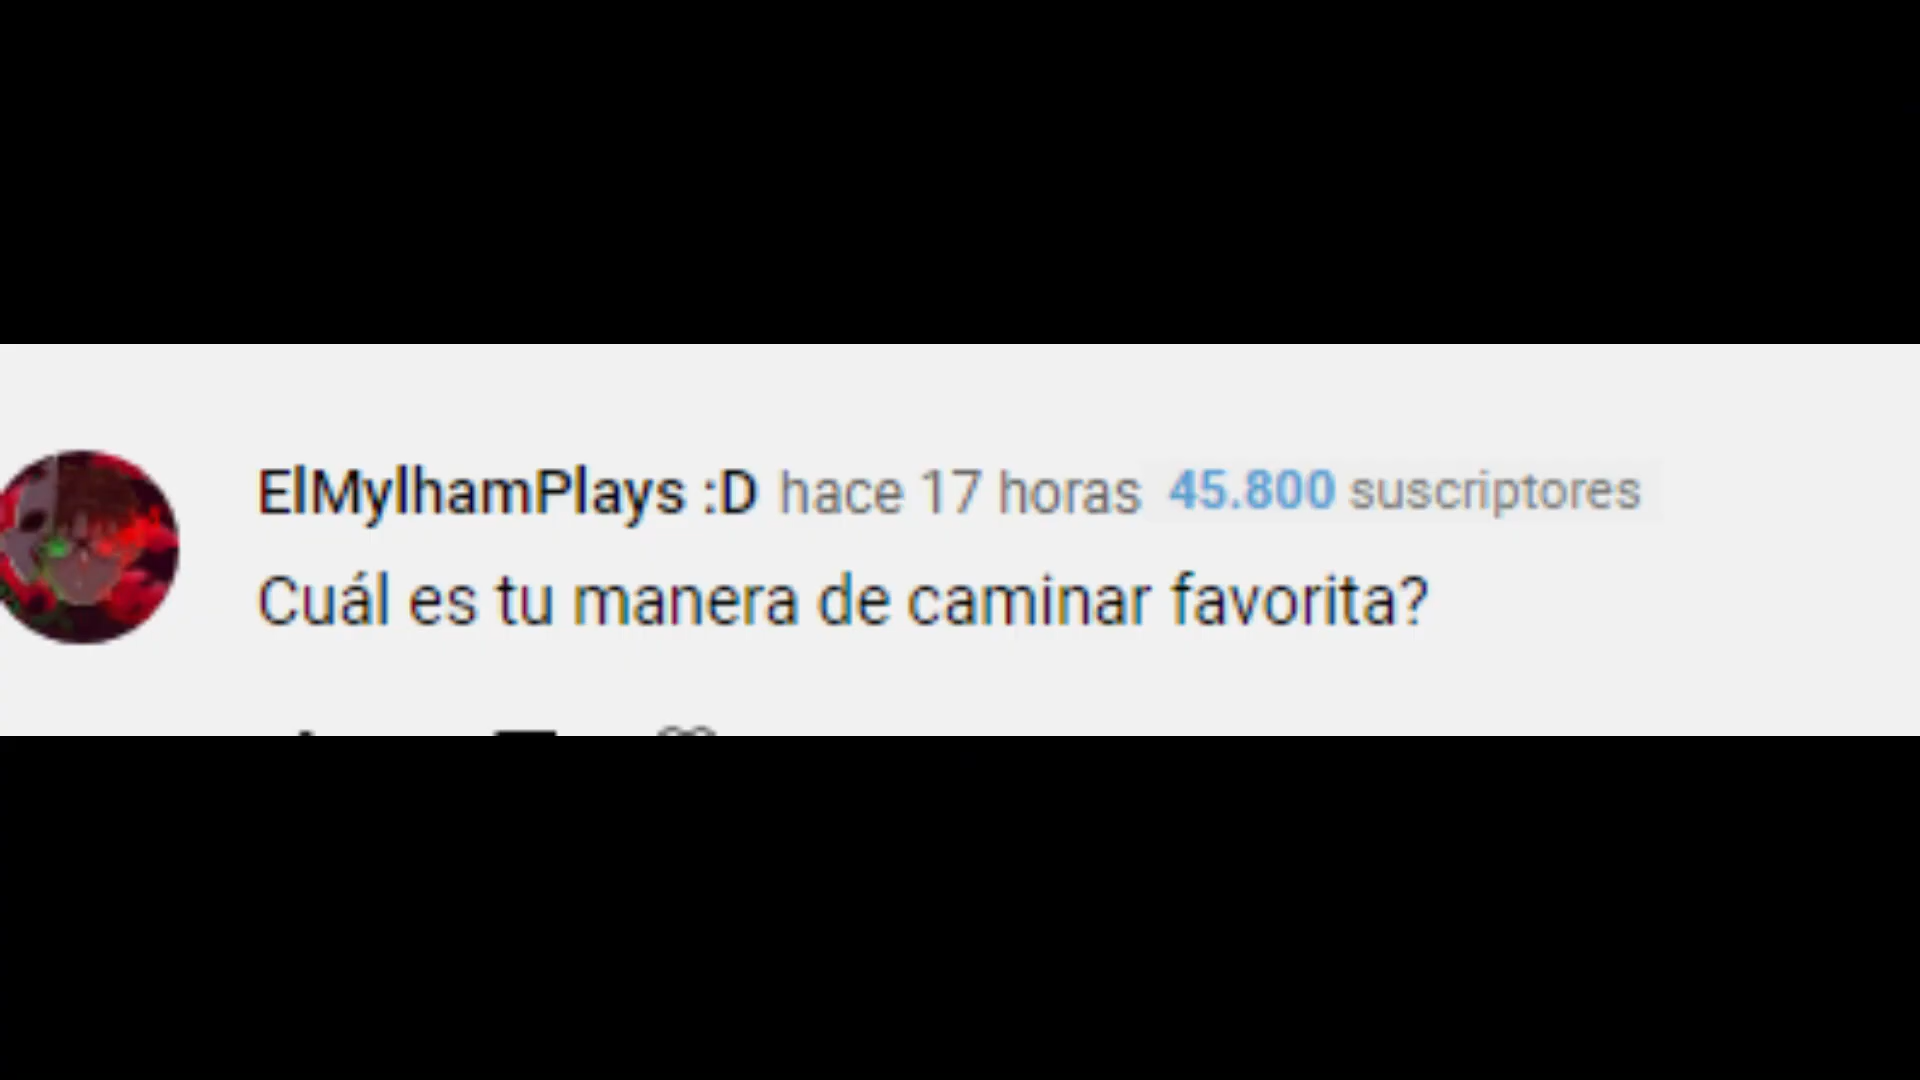 ElMylhamPlays :D hace 17 horas 45.800 suscriptores
Cuál es tu manera de caminar favorita?